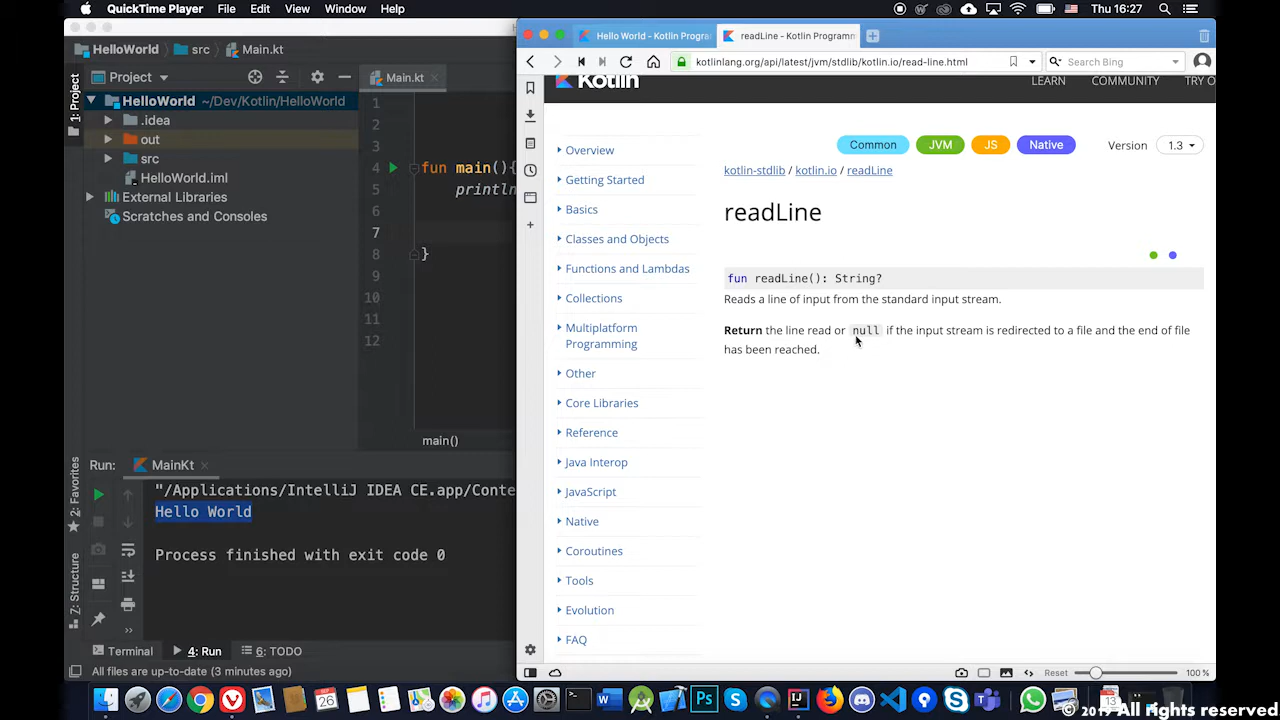 QuickTime Player File Edit View Window Help
Thu 16:27
HelloWorld src Main.kt
Project
Main.kt
1: Project
HelloWorld ~/Dev/Kotlin/HelloWorld
.idea
out
src
HelloWorld.iml
External Libraries
Scratches and Consoles
1
2
3
4 fun main(){
5 println
6
7
8 }
9
10
11
12
main()
Run: MainKt
"/Applications/IntelliJ IDEA CE.app/Conte
Hello World
Process finished with exit code 0
2: Favorites
7: Structure
Terminal 4: Run 6: TODO
All files are up-to-date (3 minutes ago)
Hello World - Kotlin Progra
readLine - Kotlin Programm
kotlinlang.org/api/latest/jvm/stdlib/kotlin.io/read-line.html
Search Bing
Kotlin
LEARN COMMUNITY TRY O
Overview
Getting Started
Basics
Classes and Objects
Functions and Lambdas
Collections
Multiplatform
Programming
Other
Core Libraries
Reference
Java Interop
JavaScript
Native
Coroutines
Tools
Evolution
FAQ
Common JVM JS Native Version 1.3
kotlin-stdlib / kotlin.io / readLine
readLine
fun readLine(): String?
Reads a line of input from the standard input stream.
Return the line read or null if the input stream is redirected to a file and the end of file
has been reached.
Reset 100 %
All rights reserved